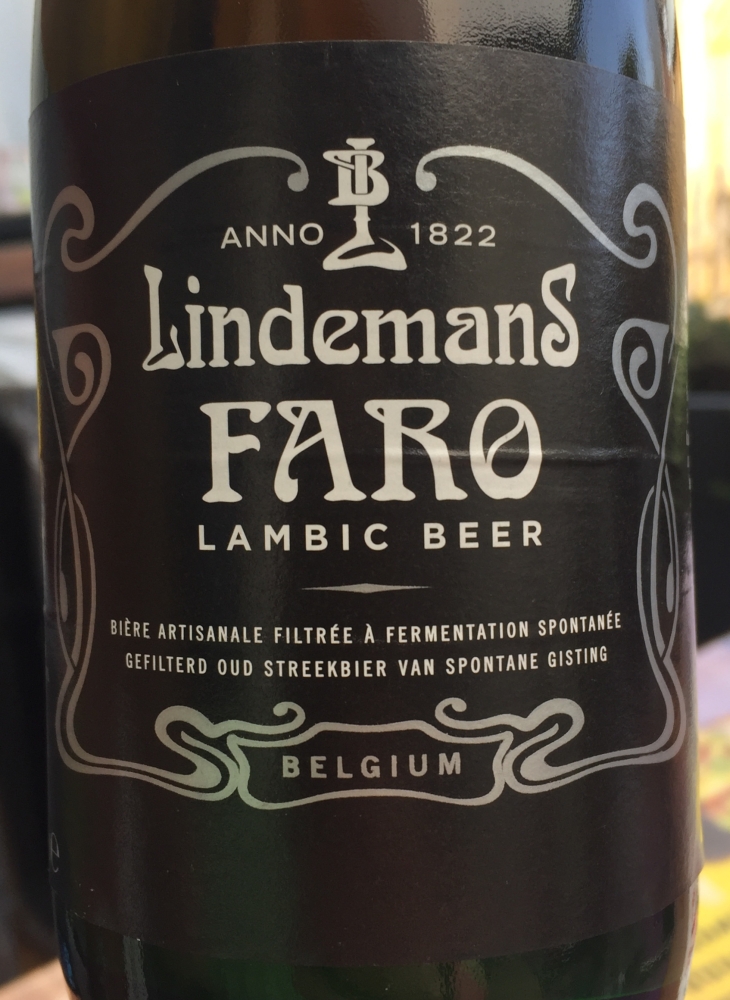 ANNO 1822
Lindemans
FARO
LAMBIC BEER
BIÈRE ARTISANALE FILTRÉE À FERMENTATION SPONTANÉE
GEFILTERD OUD STREEKBIER VAN SPONTANE GISTING
BELGIUM
e